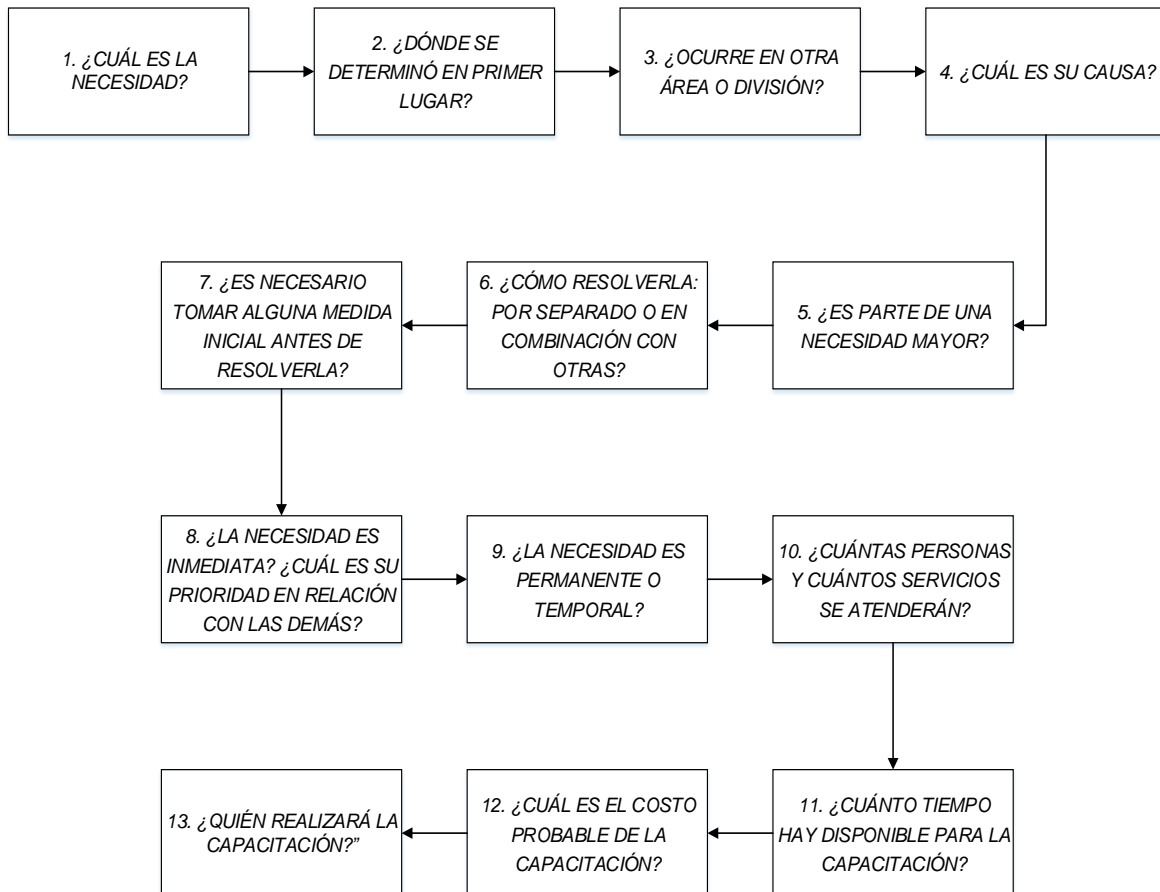 1. ¿CUÁL ES LA
NECESIDAD?
2. ¿DÓNDE SE
DETERMINÓ EN PRIMER
LUGAR?
3. ¿OCURRE EN OTRA
ÁREA O DIVISIÓN?
4. ¿CUÁL ES SU CAUSA?
5. ¿ES PARTE DE UNA
NECESIDAD MAYOR?
6. ¿CÓMO RESOLVERLA:
POR SEPARADO O EN
COMBINACIÓN CON
OTRAS?
7. ¿ES NECESARIO
TOMAR ALGUNA MEDIDA
INICIAL ANTES DE
RESOLVERLA?
8. ¿LA NECESIDAD ES
INMEDIATA? ¿CUÁL ES SU
PRIORIDAD EN RELACIÓN
CON LAS DEMÁS?
9. ¿LA NECESIDAD ES
PERMANENTE O
TEMPORAL?
10. ¿CUÁNTAS PERSONAS
Y CUÁNTOS SERVICIOS
SE ATENDERÁN?
11. ¿CUÁNTO TIEMPO
HAY DISPONIBLE PARA LA
CAPACITACIÓN?
12. ¿CUÁL ES EL COSTO
PROBABLE DE LA
CAPACITACIÓN?
13. ¿QUIÉN REALIZARÁ LA
CAPACITACIÓN?”